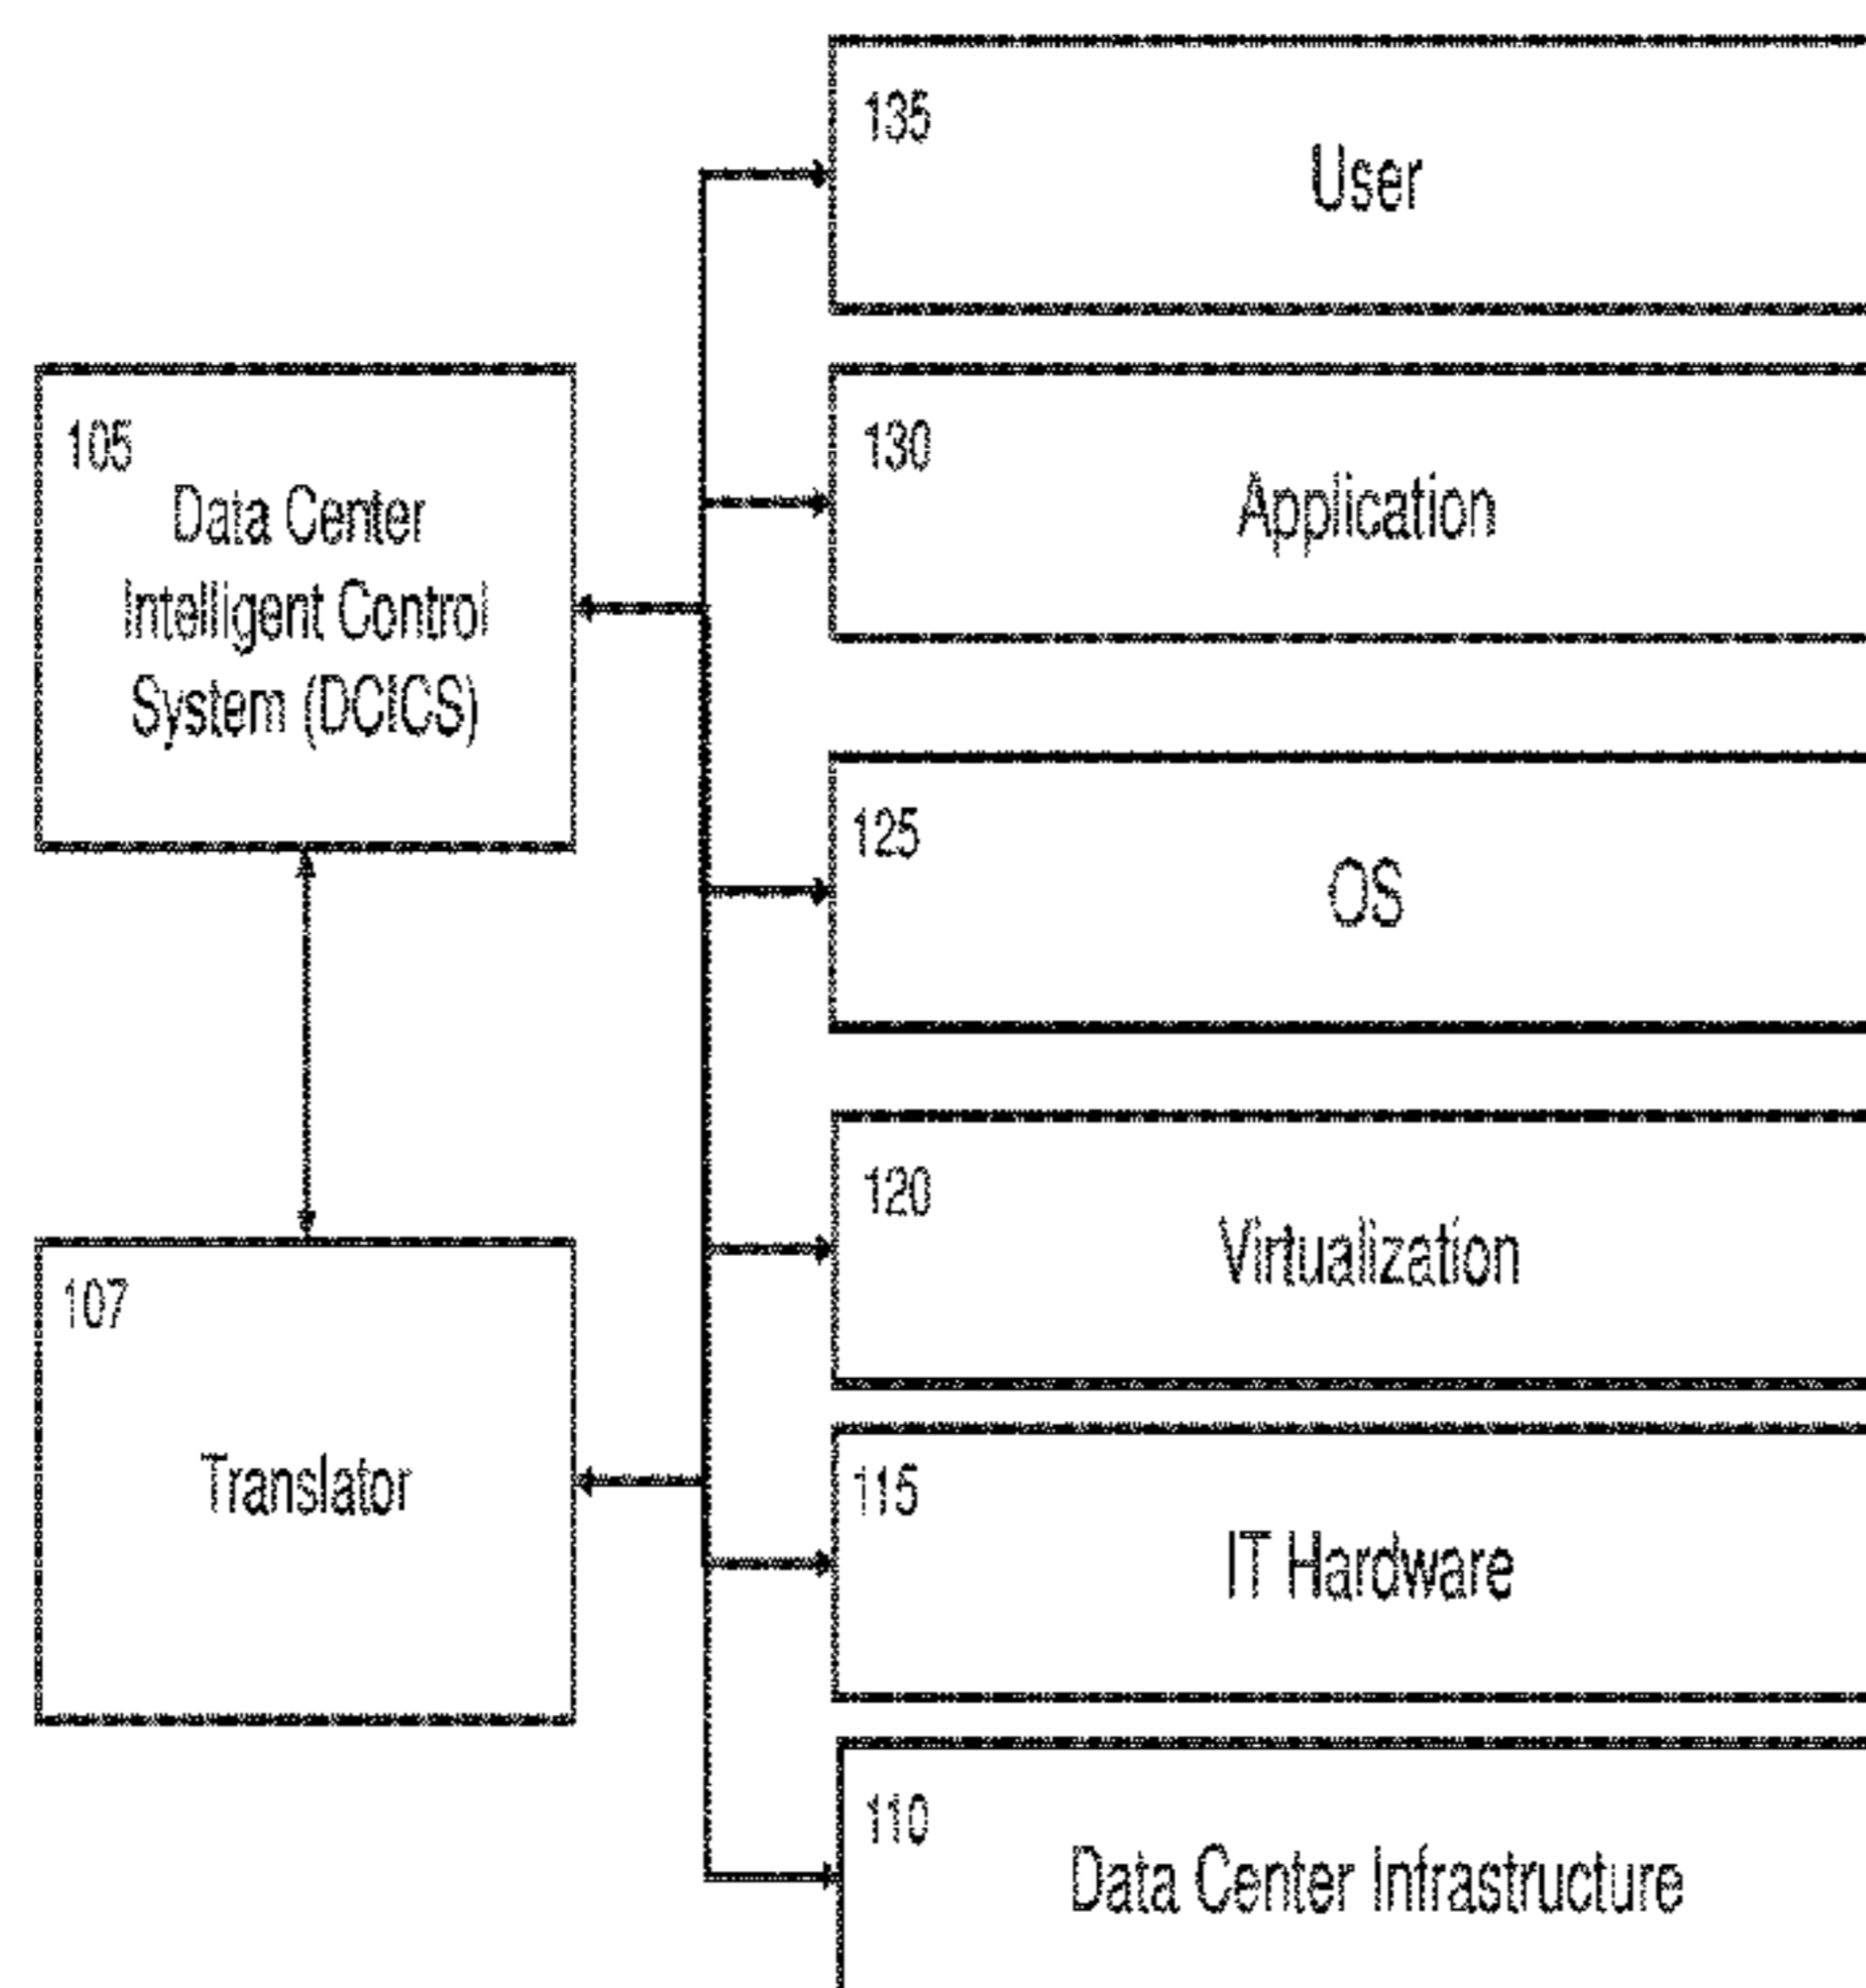 135
User
105
Data Center
Intelligent Control
System (DCICS)
130
Application
125
OS
120
Virtualization
107
Translator
115
IT Hardware
110
Data Center Infrastructure